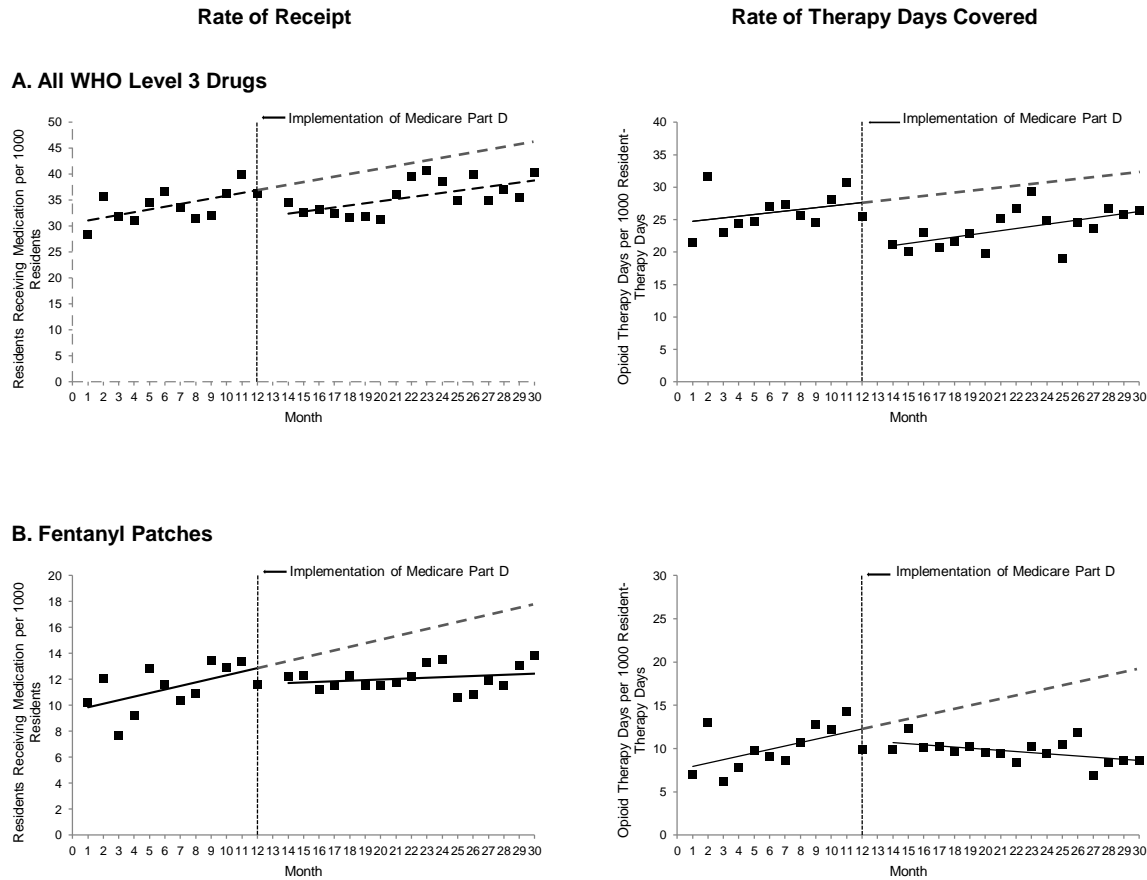 Rate of Receipt
Rate of Therapy Days Covered
A. All WHO Level 3 Drugs
Residents Receiving Medication per 1000
Residents
50
45
40
35
30
25
20
15
10
5
0
Implementation of Medicare Part D
0 1 2 3 4 5 6 7 8 9 10 11 12 13 14 15 16 17 18 19 20 21 22 23 24 25 26 27 28 29 30
Month
Opioid Therapy Days per 1000 Resident-
Therapy Days
40
35
30
25
20
15
10
5
0
Implementation of Medicare Part D
0 1 2 3 4 5 6 7 8 9 10 11 12 13 14 15 16 17 18 19 20 21 22 23 24 25 26 27 28 29 30
Month
B. Fentanyl Patches
Residents Receiving Medication per 1000
Residents
20
18
16
14
12
10
8
6
4
2
0
Implementation of Medicare Part D
0 1 2 3 4 5 6 7 8 9 10 11 12 13 14 15 16 17 18 19 20 21 22 23 24 25 26 27 28 29 30
Month
Opioid Therapy Days per 1000 Resident-
Therapy Days
30
25
20
15
10
5
0
Implementation of Medicare Part D
0 1 2 3 4 5 6 7 8 9 10 11 12 13 14 15 16 17 18 19 20 21 22 23 24 25 26 27 28 29 30
Month